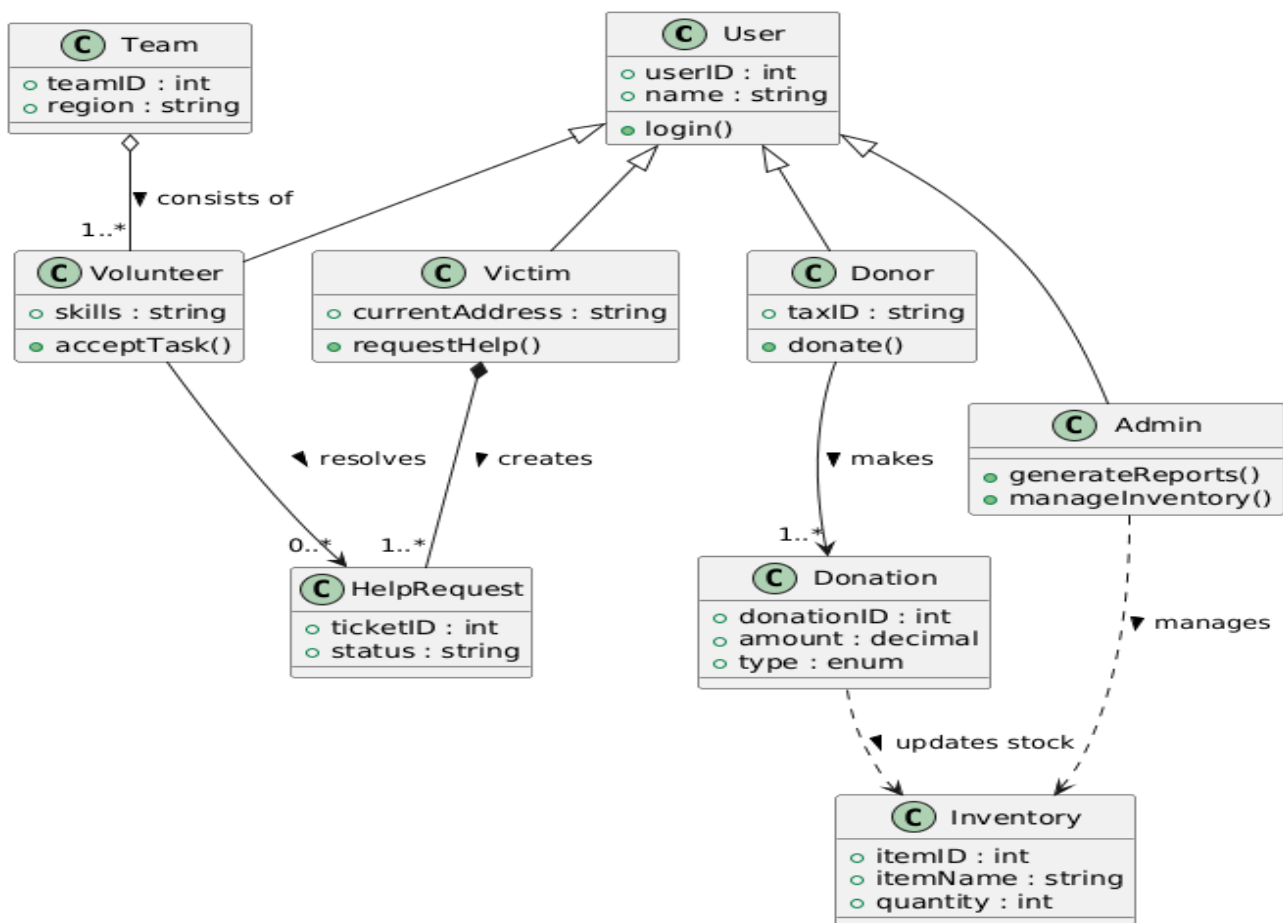 C Team
teamID : int
region : string
C User
userID : int
name : string
login()
consists of
1..*
C Volunteer
skills : string
acceptTask()
C Victim
currentAddress : string
requestHelp()
C Donor
taxID : string
donate()
C Admin
generateReports()
manageInventory()
resolves
creates
makes
0..*
1..*
1..*
C HelpRequest
ticketID : int
status : string
C Donation
donationID : int
amount : decimal
type : enum
manages
updates stock
C Inventory
itemID : int
itemName : string
quantity : int